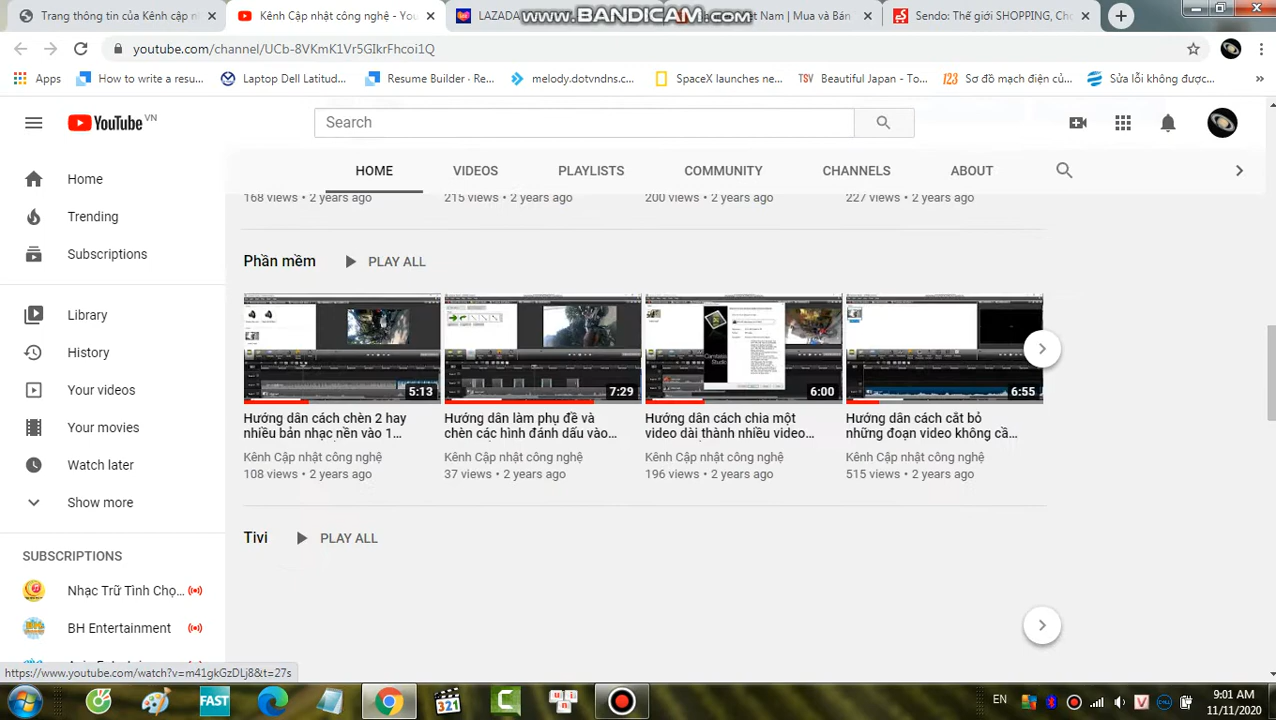 Trang thông tin của Kênh cập n
Kênh Cập nhật công nghệ - You
LAZADA
www.BANDICAM.com
ệt Nam | Mua và Bán
Sendo: Thế giới SHOPPING, Ch
youtube.com/channel/UCb-8VKmK1Vr5GIkrFhcoi1Q
Apps
How to write a resu...
Laptop Dell Latitud...
Resume Builder · Re...
melody.dotvndns.c...
SpaceX launches ne...
TSV
Beautiful Japan - To...
123
Sơ đồ mạch điện củ...
Sửa lỗi không được...
»
YouTube VN
Search
HOME
VIDEOS
PLAYLISTS
COMMUNITY
CHANNELS
ABOUT
Home
Trending
Subscriptions
Library
History
Your videos
Your movies
Watch later
Show more
SUBSCRIPTIONS
Nhạc Trữ Tình Chọ...
BH Entertainment
168 views • 2 years ago
215 views • 2 years ago
200 views • 2 years ago
227 views • 2 years ago
Phần mềm
PLAY ALL
5:13
7:29
6:00
6:55
Hướng dẫn cách chèn 2 hay
nhiều bản nhạc nền vào 1...
Kênh Cập nhật công nghệ
108 views • 2 years ago
Hướng dẫn làm phụ đề và
chèn các hình đánh dấu vào...
Kênh Cập nhật công nghệ
37 views • 2 years ago
Hướng dẫn cách chia một
video dài thành nhiều video...
Kênh Cập nhật công nghệ
196 views • 2 years ago
Hướng dẫn cách cắt bỏ
những đoạn video không cầ...
Kênh Cập nhật công nghệ
515 views • 2 years ago
Tivi
PLAY ALL
https://www.youtube.com/watch?v=m41gkGzDLj8&t=27s
FAST
321
EN
9:01 AM
11/11/2020